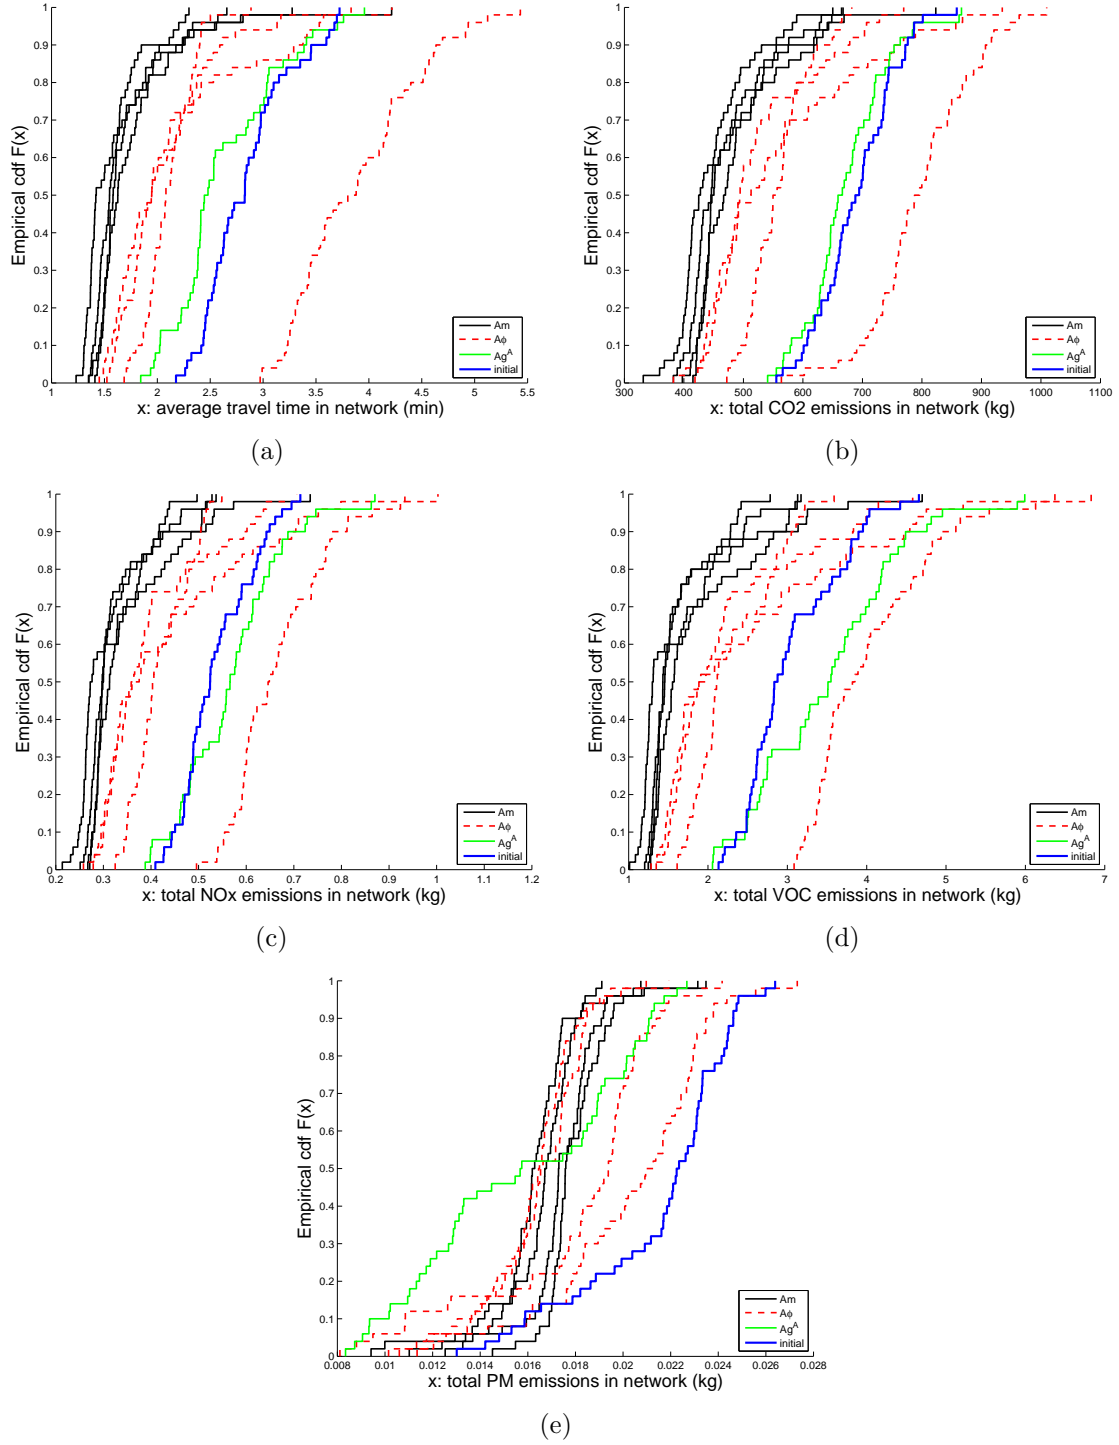 1
0.9
0.8
0.7
0.6
0.5
0.4
0.3
0.2
0.1
0
Empirical cdf F(x)
1 1.5 2 2.5 3 3.5 4 4.5 5 5.5
x: average travel time in network (min)
Am
Aϕ
Ag^A
initial
(a)
1
0.9
0.8
0.7
0.6
0.5
0.4
0.3
0.2
0.1
0
Empirical cdf F(x)
300 400 500 600 700 800 900 1000 1100
x: total CO2 emissions in network (kg)
Am
Aϕ
Ag^A
initial
(b)
1
0.9
0.8
0.7
0.6
0.5
0.4
0.3
0.2
0.1
0
Empirical cdf F(x)
0.2 0.3 0.4 0.5 0.6 0.7 0.8 0.9 1 1.1 1.2
x: total NOx emissions in network (kg)
Am
Aϕ
Ag^A
initial
(c)
1
0.9
0.8
0.7
0.6
0.5
0.4
0.3
0.2
0.1
0
Empirical cdf F(x)
1 2 3 4 5 6 7
x: total VOC emissions in network (kg)
Am
Aϕ
Ag^A
initial
(d)
1
0.9
0.8
0.7
0.6
0.5
0.4
0.3
0.2
0.1
0
Empirical cdf F(x)
0.008 0.01 0.012 0.014 0.016 0.018 0.02 0.022 0.024 0.026 0.028
x: total PM emissions in network (kg)
Am
Aϕ
Ag^A
initial
(e)